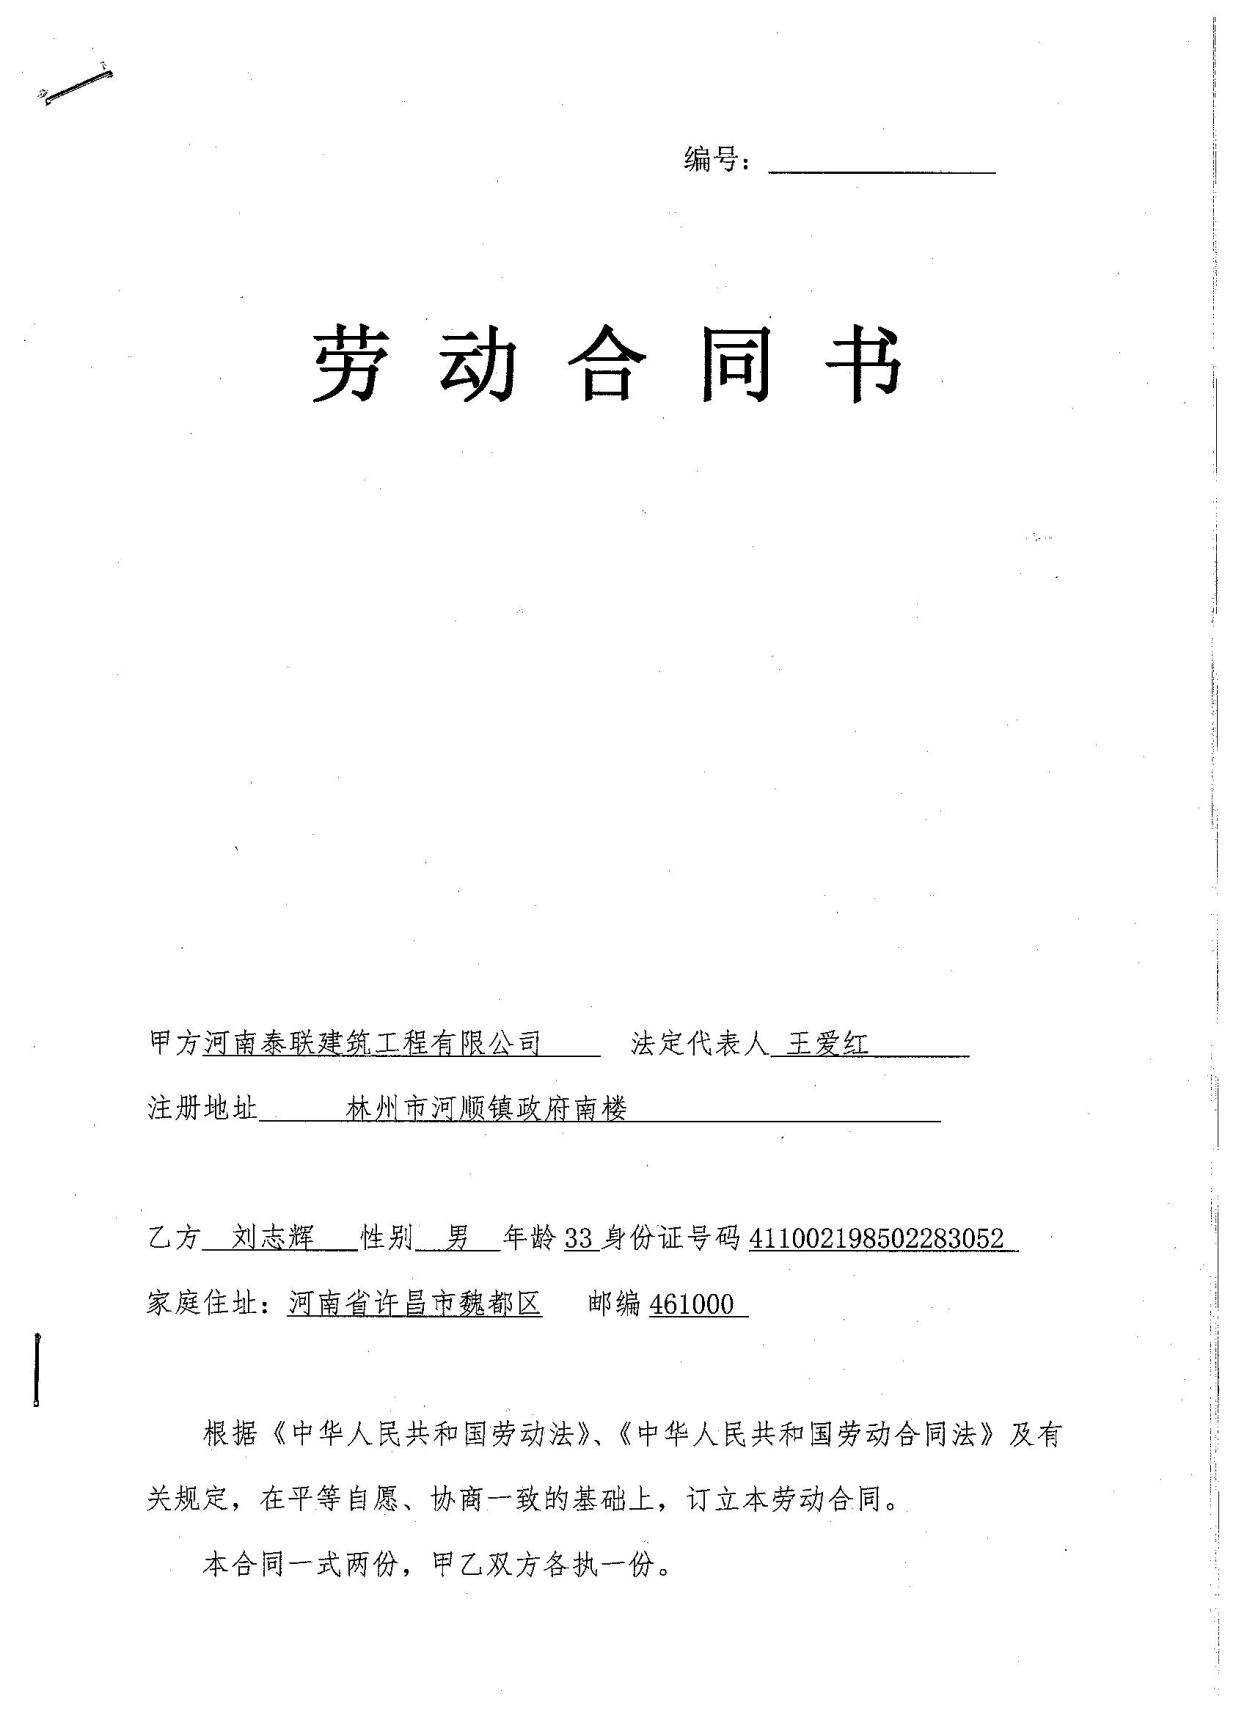 编号：
劳动合同书
甲方河南泰联建筑工程有限公司 法定代表人 王爱红
注册地址 林州市河顺镇政府南楼
乙方 刘志辉 性别 男 年龄 33 身份证号码 411002198502283052
家庭住址：河南省许昌市魏都区 邮编 461000
根据《中华人民共和国劳动法》、《中华人民共和国劳动合同法》及有
关规定，在平等自愿、协商一致的基础上，订立本劳动合同。
本合同一式两份，甲乙双方各执一份。